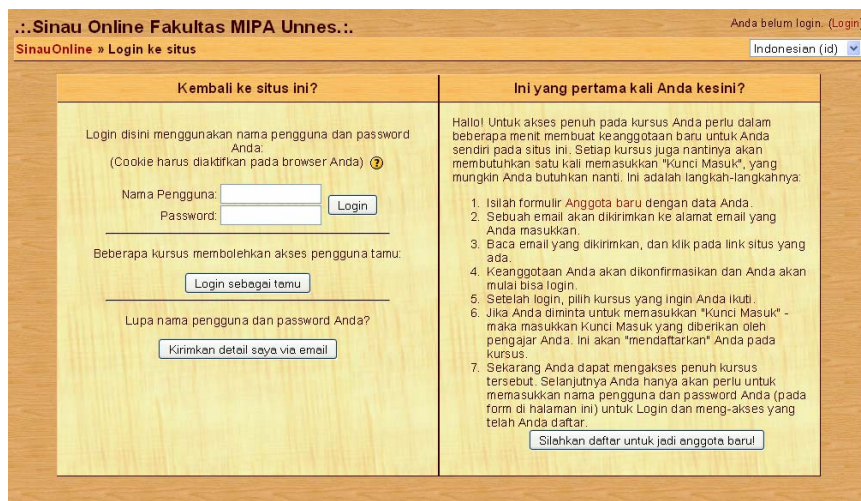 .:.Sinau Online Fakultas MIPA Unnes.:.
Anda belum login. (Login)
SinauOnline » Login ke situs
Indonesian (id)
Kembali ke situs ini?
Login disini menggunakan nama pengguna dan password
Anda:
(Cookie harus diaktifkan pada browser Anda) ?
Nama Pengguna:
Password:
Login
Beberapa kursus membolehkan akses pengguna tamu:
Login sebagai tamu
Lupa nama pengguna dan password Anda?
Kirimkan detail saya via email
Ini yang pertama kali Anda kesini?
Hallo! Untuk akses penuh pada kursus Anda perlu dalam
beberapa menit membuat keanggotaan baru untuk Anda
sendiri pada situs ini. Setiap kursus juga nantinya akan
membutuhkan satu kali memasukkan "Kunci Masuk", yang
mungkin Anda butuhkan nanti. Ini adalah langkah-langkahnya:
1. Isilah formulir Anggota baru dengan data Anda.
2. Sebuah email akan dikirimkan ke alamat email yang
Anda masukkan.
3. Baca email yang dikirimkan, dan klik pada link situs yang
ada.
4. Keanggotaan Anda akan dikonfirmasikan dan Anda akan
mulai bisa login.
5. Setelah login, pilih kursus yang ingin Anda ikuti.
6. Jika Anda diminta untuk memasukkan "Kunci Masuk" -
maka masukkan Kunci Masuk yang diberikan oleh
pengajar Anda. Ini akan "mendaftarkan" Anda pada
kursus.
7. Sekarang Anda dapat mengakses penuh kursus
tersebut. Selanjutnya Anda hanya akan perlu untuk
memasukkan nama pengguna dan password Anda (pada
form di halaman ini) untuk Login dan meng-akses yang
telah Anda daftar.
Silahkan daftar untuk jadi anggota baru!